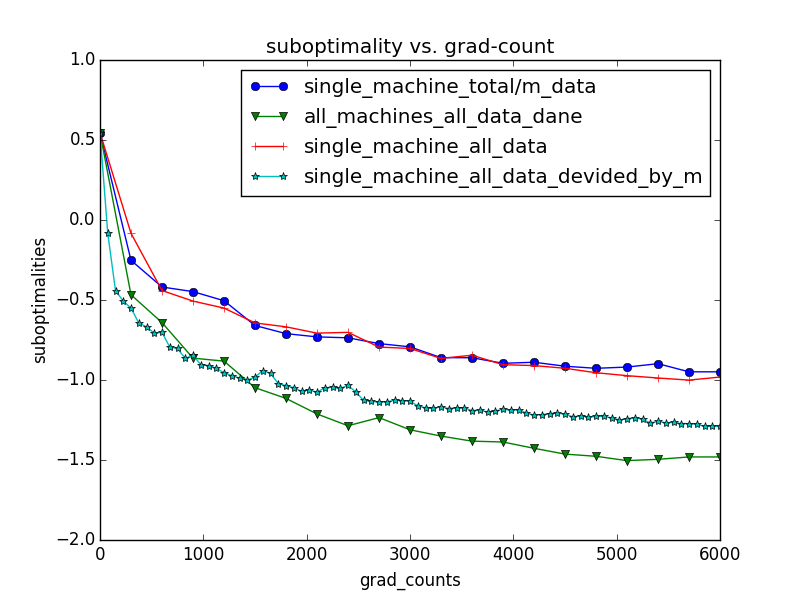 suboptimality vs. grad-count
single_machine_total/m_data
all_machines_all_data_dane
single_machine_all_data
single_machine_all_data_devided_by_m
1.0
0.5
0.0
−0.5
−1.0
−1.5
−2.0
suboptimalities
0 1000 2000 3000 4000 5000 6000
grad_counts